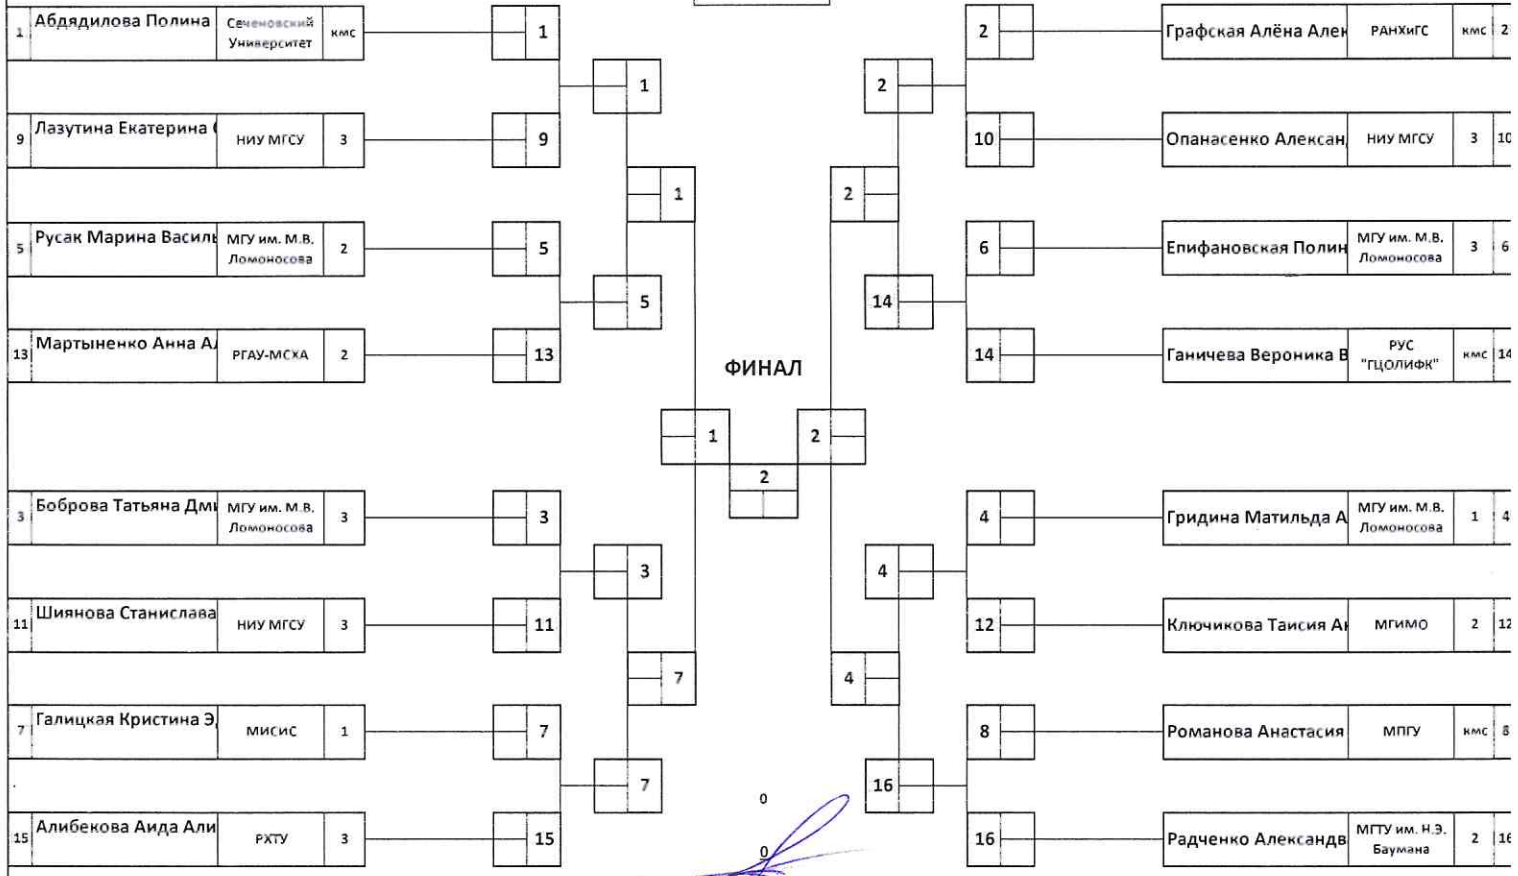 1 Абдядилова Полина Сеченовский Университет кмс 1
2 Графская Алёна Алек РАНХиГС кмс 2
1 2
9 Лазутина Екатерина НИУ МГСУ 3 9
10 Опанасенко Алексан НИУ МГСУ 3 10
1 2
5 Русак Марина Василь МГУ им. М.В. Ломоносова 2 5
6 Епифановская Полин МГУ им. М.В. Ломоносова 3 6
5 14
13 Мартыненко Анна А РГАУ-МСХА 2 13
14 Ганичева Вероника В РУС "ГЦОЛИФК" кмс 14
ФИНАЛ
1 2
2
3 Боброва Татьяна Дми МГУ им. М.В. Ломоносова 3 3
4 Гридина Матильда А МГУ им. М.В. Ломоносова 1 4
3 4
11 Шиянова Станислава НИУ МГСУ 3 11
12 Ключикова Таисия Ан МГИМО 2 12
7 4
7 Галицкая Кристина Э МИСИС 1 7
8 Романова Анастасия МПГУ кмс 8
7 16
0
15 Алибекова Аида Али РХТУ 3 15
16 Радченко Александв МГТУ им. Н.Э. Баумана 2 16
0